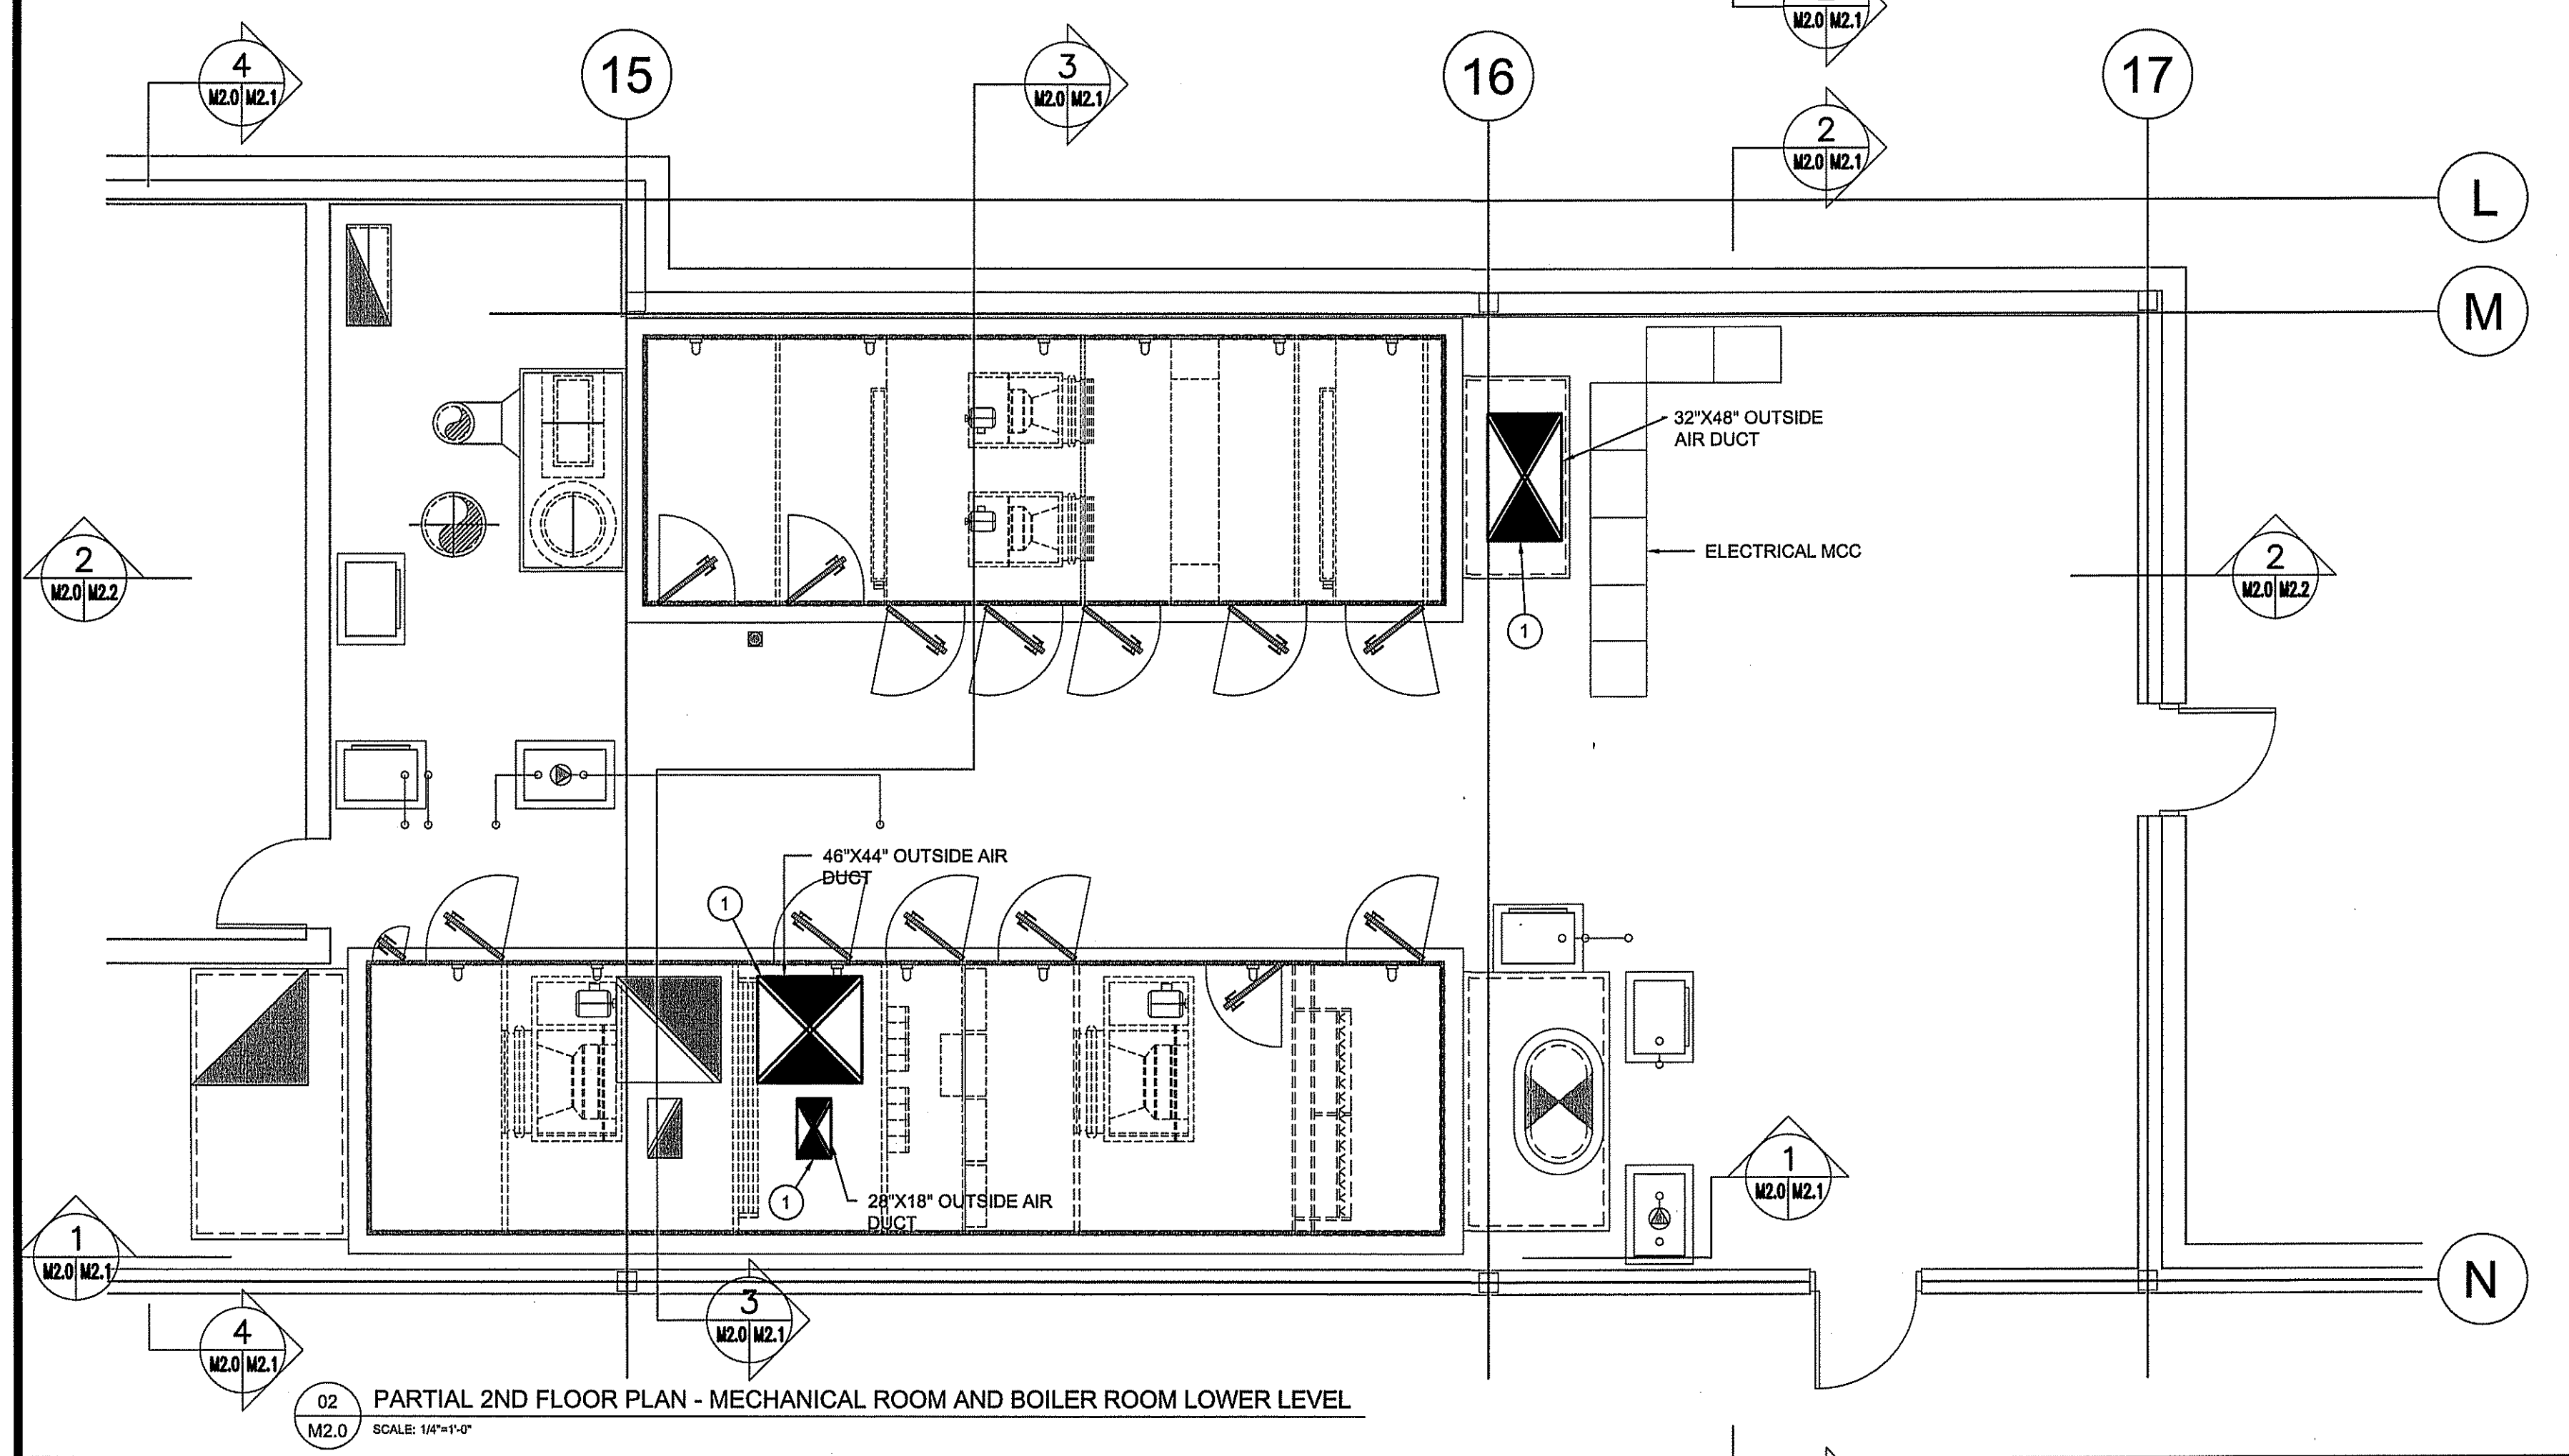 M2.0 M2.1
4
M2.0 M2.1
15
3
M2.0 M2.1
16
2
M2.0 M2.1
17
L
M
32"X48" OUTSIDE
AIR DUCT
ELECTRICAL MCC
1
2
M2.0 M2.2
2
M2.0 M2.2
46"X44" OUTSIDE AIR
DUCT
1
28"X18" OUTSIDE AIR
DUCT
1
1
M2.0 M2.1
1
M2.0 M2.1
N
3
M2.0 M2.1
4
M2.0 M2.1
02
M2.0
PARTIAL 2ND FLOOR PLAN - MECHANICAL ROOM AND BOILER ROOM LOWER LEVEL
SCALE: 1/4"=1'-0"